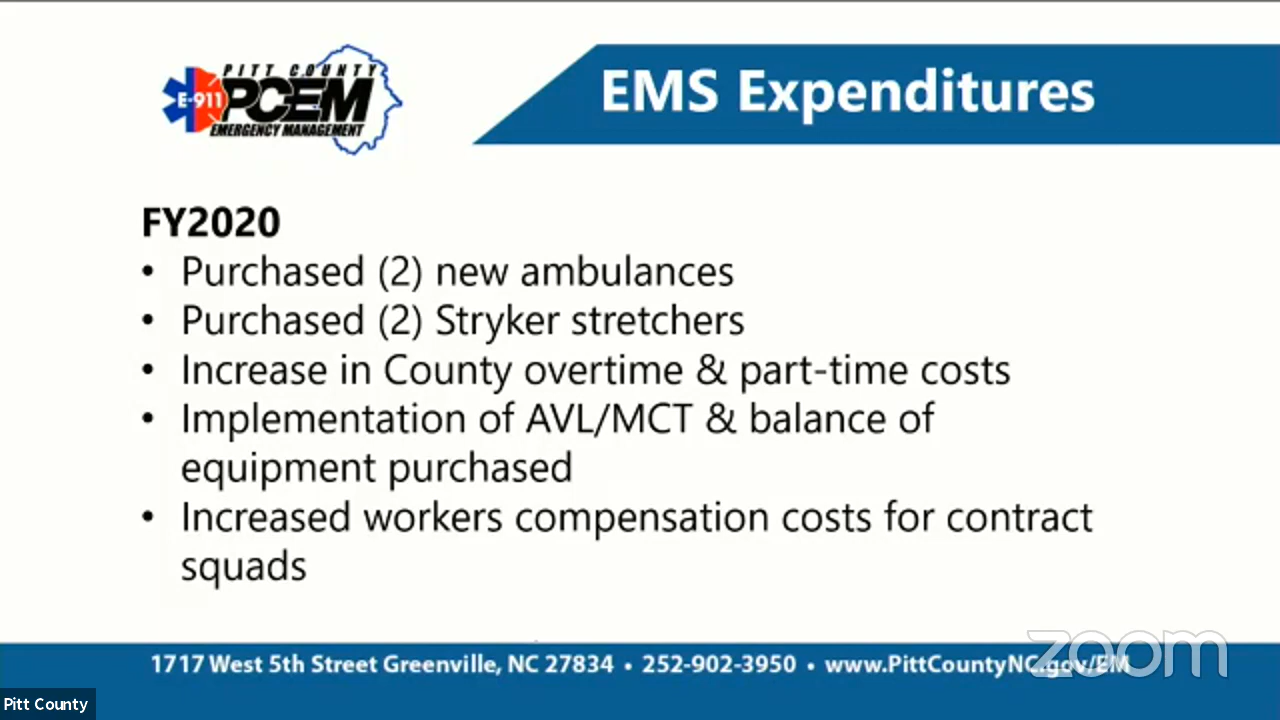 PITT COUNTY
E-911
PCEM
EMERGENCY MANAGEMENT
EMS Expenditures
FY2020
• Purchased (2) new ambulances
• Purchased (2) Stryker stretchers
• Increase in County overtime & part-time costs
• Implementation of AVL/MCT & balance of
equipment purchased
• Increased workers compensation costs for contract
squads
1717 West 5th Street Greenville, NC 27834 • 252-902-3950 • www.PittCountyNC.gov/EM
zoom
Pitt County